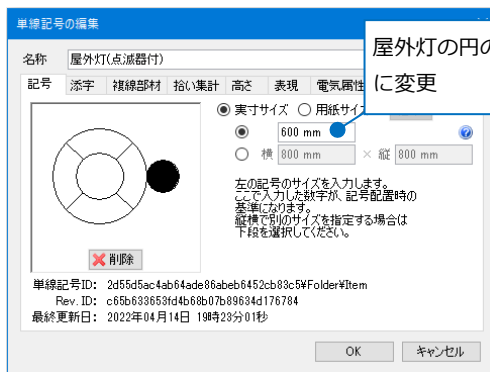 単線記号の編集
屋外灯の円の
に変更
名称 屋外灯(点滅器付)
記号 添字 複線部材 拾い集計 高さ 表現 電気属性
実寸サイズ 用紙サイ
600 mm
横 800 mm × 縦 800 mm
左の記号のサイズを入力します。
ここで入力した数字が、記号配置時の
基準になります。
縦横で別のサイズを指定する場合は
下段を選択してください。
削除
単線記号ID: 2d55d5ac4ab64ade86abeb6452cb83c5¥Folder¥Item
Rev. ID: c65b633653fd4b68b07b89634d176784
最終更新日: 2022年04月14日 19時23分01秒
OK キャンセル